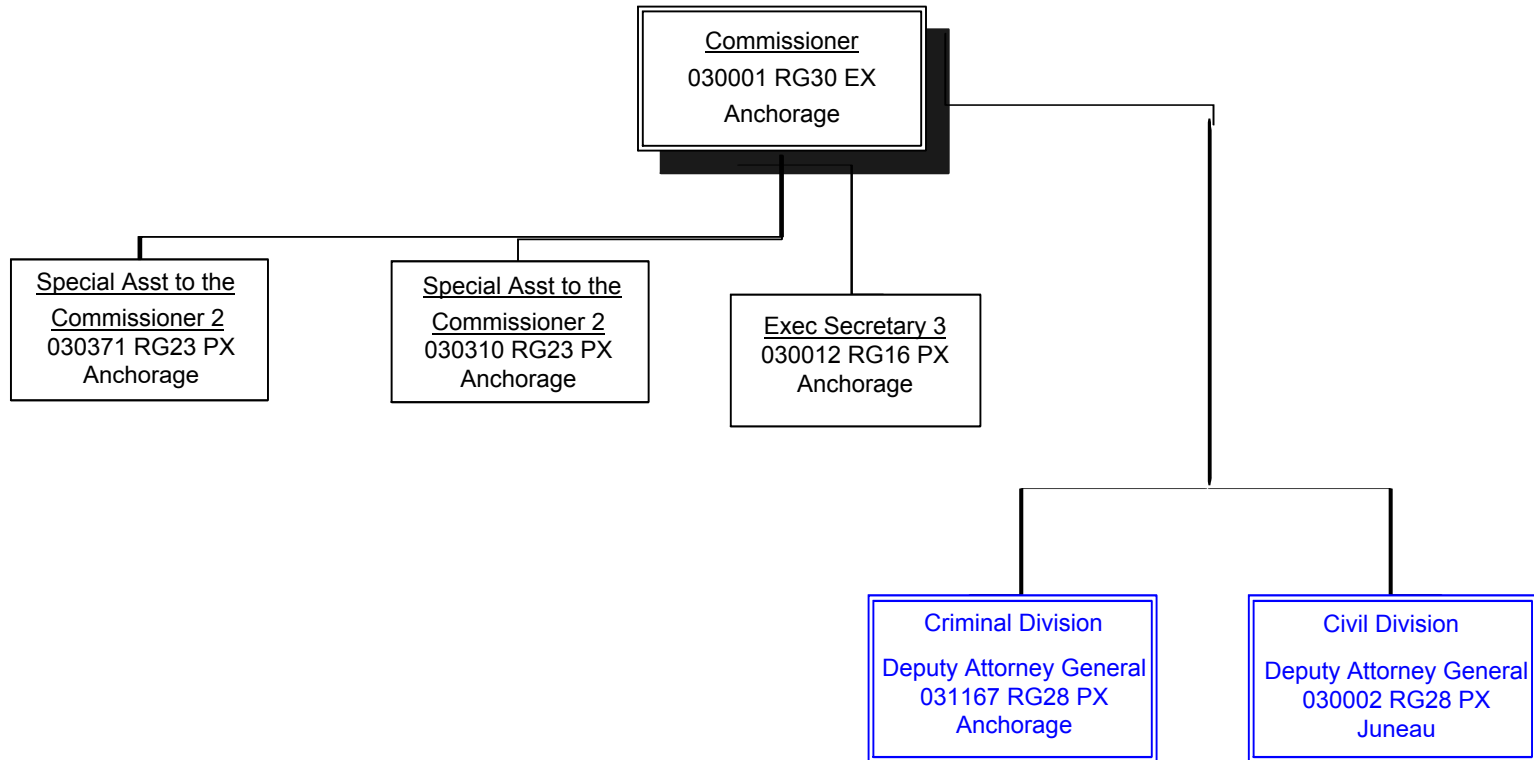 Commissioner
030001 RG30 EX
Anchorage
Special Asst to the
Commissioner 2
030371 RG23 PX
Anchorage
Special Asst to the
Commissioner 2
030310 RG23 PX
Anchorage
Exec Secretary 3
030012 RG16 PX
Anchorage
Criminal Division
Deputy Attorney General
031167 RG28 PX
Anchorage
Civil Division
Deputy Attorney General
030002 RG28 PX
Juneau